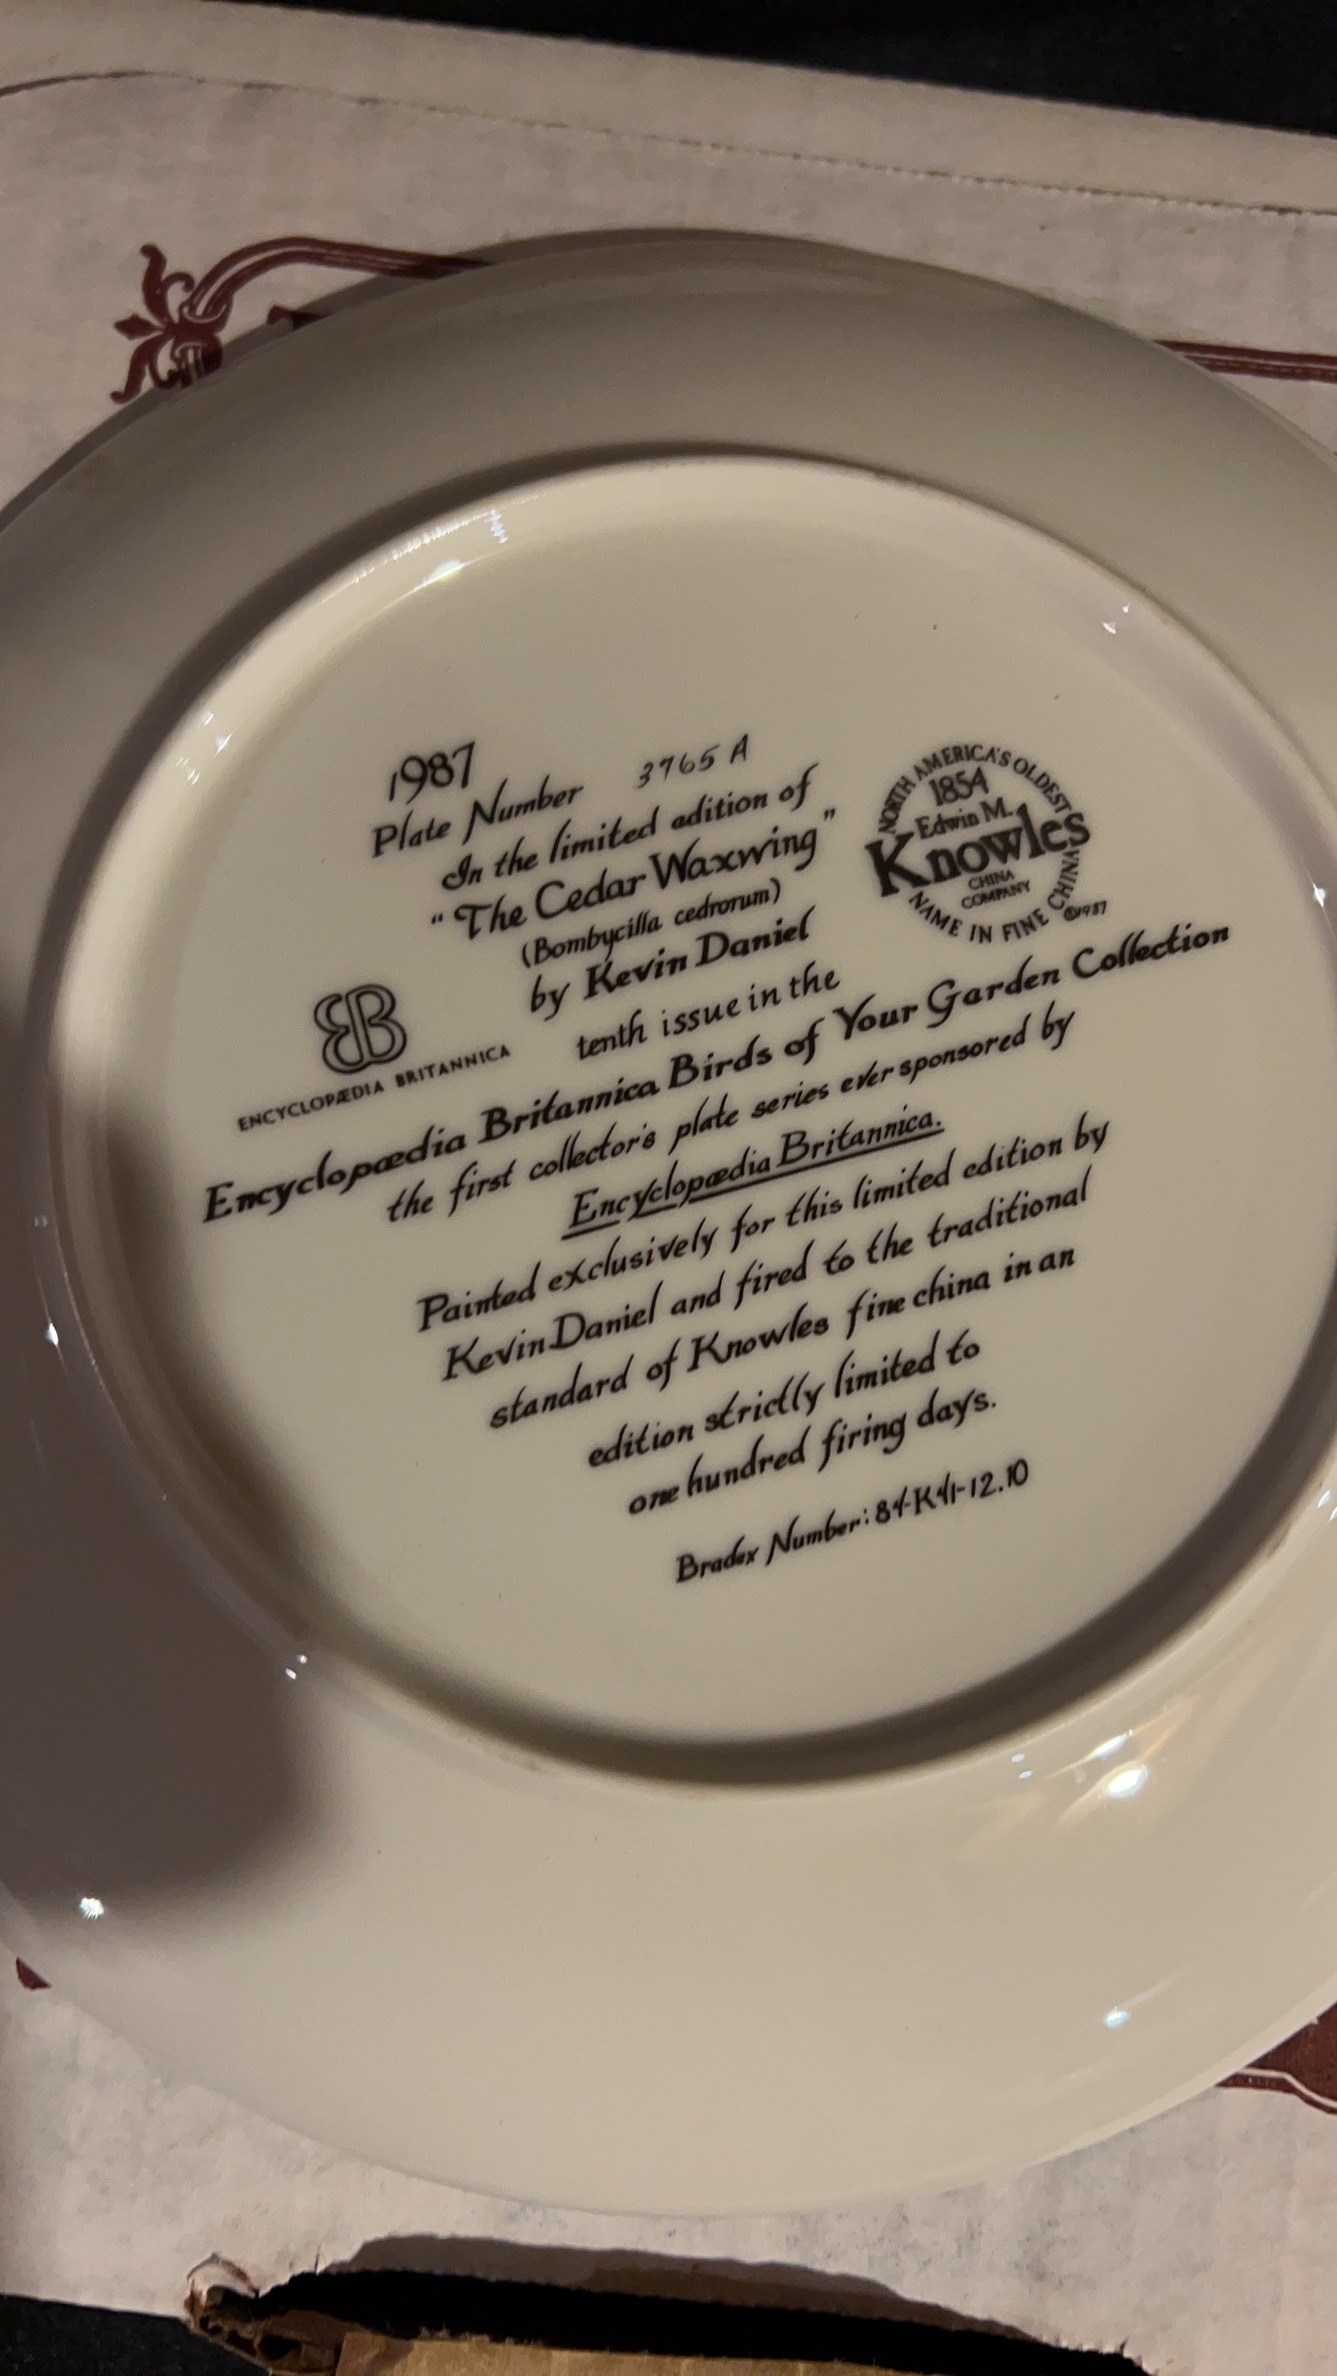 1987
Plate Number 3765 A
In the limited edition of
"The Cedar Waxwing"
(Bombycilla cedrorum)
by Kevin Daniel
NORTH AMERICA'S OLDEST
1854
Edwin M.
Knowles
CHINA
COMPANY
NAME IN FINE CHINA
©1987
EB
ENCYCLOPÆDIA BRITANNICA
tenth issue in the
Encyclopædia Britannica Birds of Your Garden Collection
the first collector's plate series ever sponsored by
Encyclopædia Britannica.
Painted exclusively for this limited edition by
Kevin Daniel and fired to the traditional
standard of Knowles fine china in an
edition strictly limited to
one hundred firing days.
Bradex Number: 84-K41-12.10